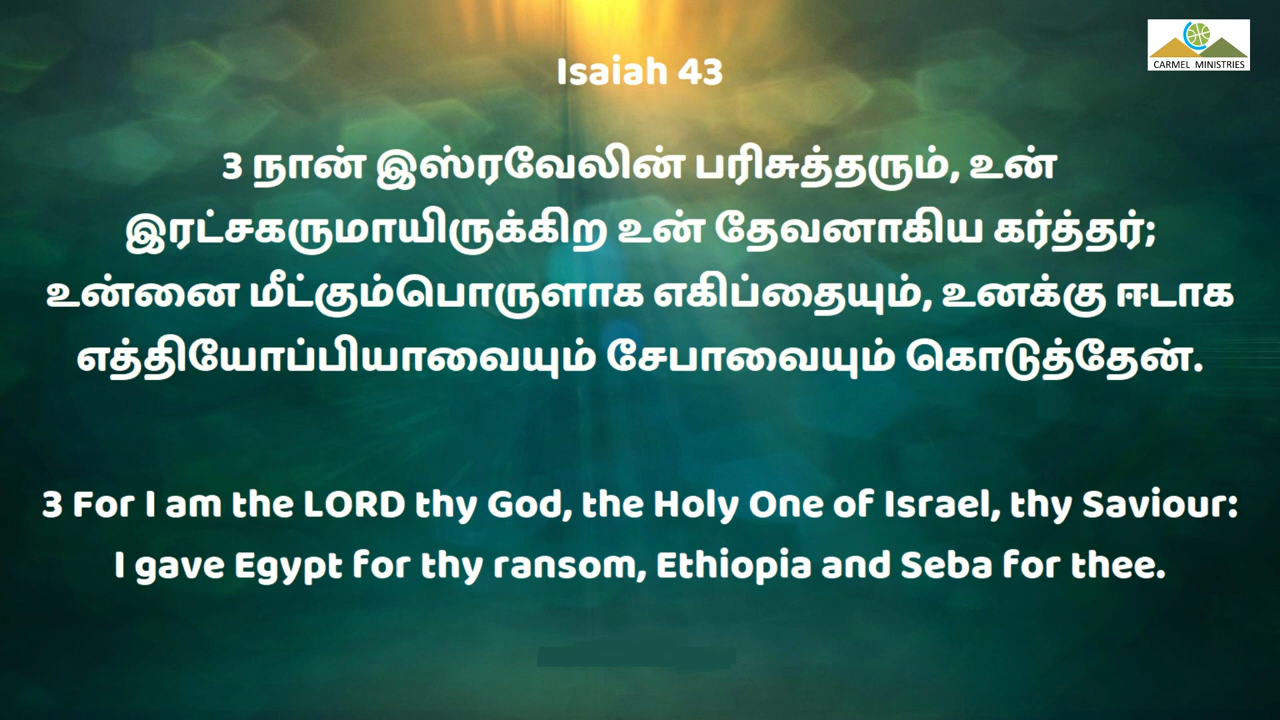 CARMEL MINISTRIES
Isaiah 43
3 நான் இஸ்ரவேலின் பரிசுத்தரும், உன்
இரட்சகருமாயிருக்கிற உன் தேவனாகிய கர்த்தர்;
உன்னை மீட்கும்பொருளாக எகிப்தையும், உனக்கு ஈடாக
எத்தியோப்பியாவையும் சேபாவையும் கொடுத்தேன்.
3 For I am the LORD thy God, the Holy One of Israel, thy Saviour:
I gave Egypt for thy ransom, Ethiopia and Seba for thee.